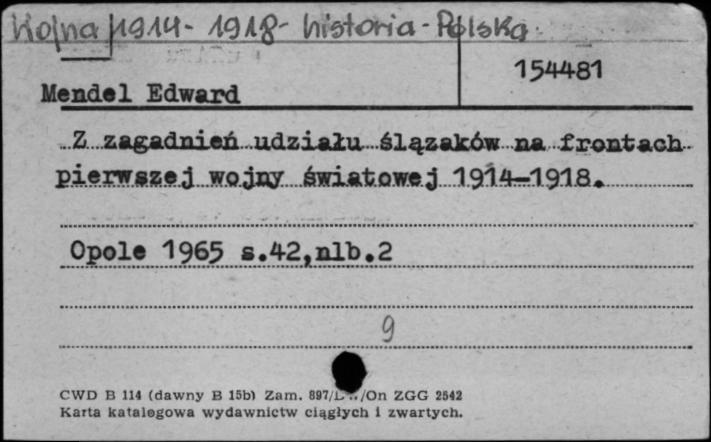 Wojna 1914-1918- historia-Polska
154481
Mendel Edward
Z zagadnień udziału ślązaków na frontach
pierwszej wojny światowej 1914-1918.
Opole 1965 s.42,nlb.2
9
CWD B 114 (dawny B 15b) Zam. 897/ /On ZGG 2542
Karta katalogowa wydawnictw ciągłych i zwartych.